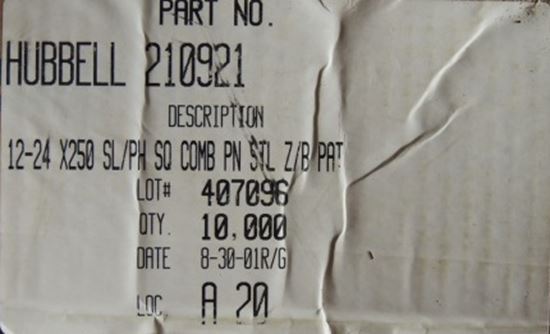 PART NO.
HUBBELL 210921
DESCRIPTION
12-24 X250 SL/PH SQ COMB PN STL Z/B PAT
LOT# 407096
QTY. 10,000
DATE 8-30-01R/G
LOC, A 20